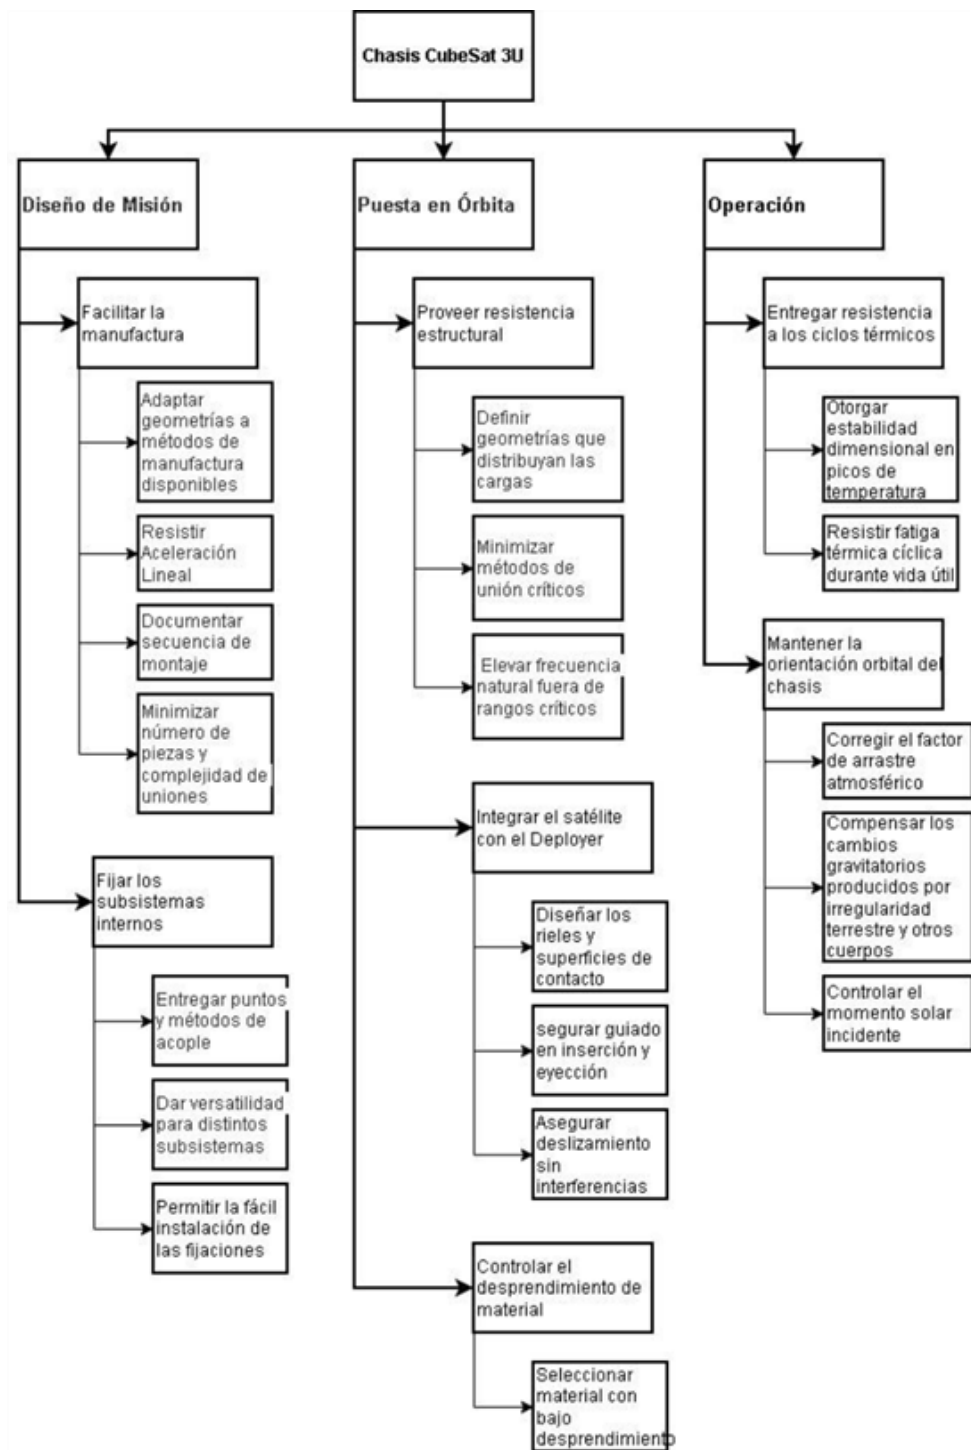 Chasis CubeSat 3U
Diseño de Misión
Facilitar la
manufactura
Adaptar
geometrías a
métodos de
manufactura
disponibles
Resistir
Aceleración
Lineal
Documentar
secuencia de
montaje
Minimizar
número de
piezas y
complejidad de
uniones
Fijar los
subsistemas
internos
Entregar puntos
y métodos de
acople
Dar versatilidad
para distintos
subsistemas
Permitir la fácil
instalación de
las fijaciones
Puesta en Órbita
Proveer resistencia
estructural
Definir
geometrías que
distribuyan las
cargas
Minimizar
métodos de
unión críticos
Elevar frecuencia
natural fuera de
rangos críticos
Integrar el satélite
con el Deployer
Diseñar los
rieles y
superficies de
contacto
segurar guiado
en inserción y
eyección
Asegurar
deslizamiento
sin
interferencias
Controlar el
desprendimiento de
material
Seleccionar
material con
bajo
desprendimiento
Operación
Entregar resistencia
a los ciclos térmicos
Otorgar
estabilidad
dimensional en
picos de
temperatura
Resistir fatiga
térmica cíclica
durante vida útil
Mantener la
orientación orbital del
chasis
Corregir el factor
de arrastre
atmosférico
Compensar los
cambios
gravitatorios
producidos por
irregularidad
terrestre y otros
cuerpos
Controlar el
momento solar
incidente